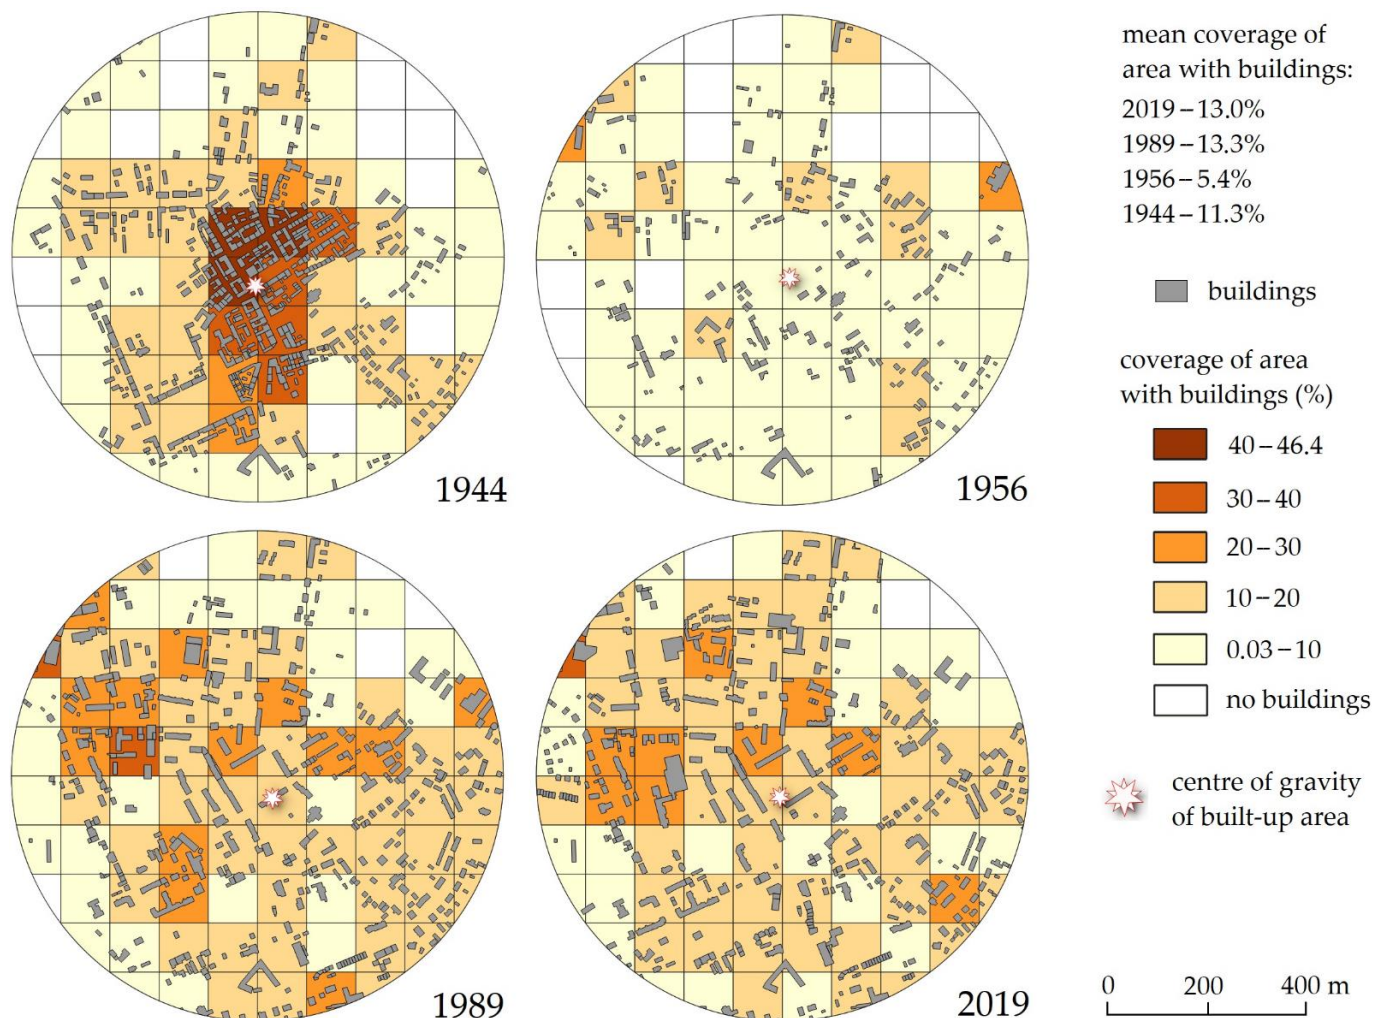 1944
1956
1989
2019
mean coverage of
area with buildings:
2019 – 13.0%
1989 – 13.3%
1956 – 5.4%
1944 – 11.3%
buildings
coverage of area
with buildings (%)
40 – 46.4
30 – 40
20 – 30
10 – 20
0.03 – 10
no buildings
centre of gravity
of built-up area
0 200 400 m